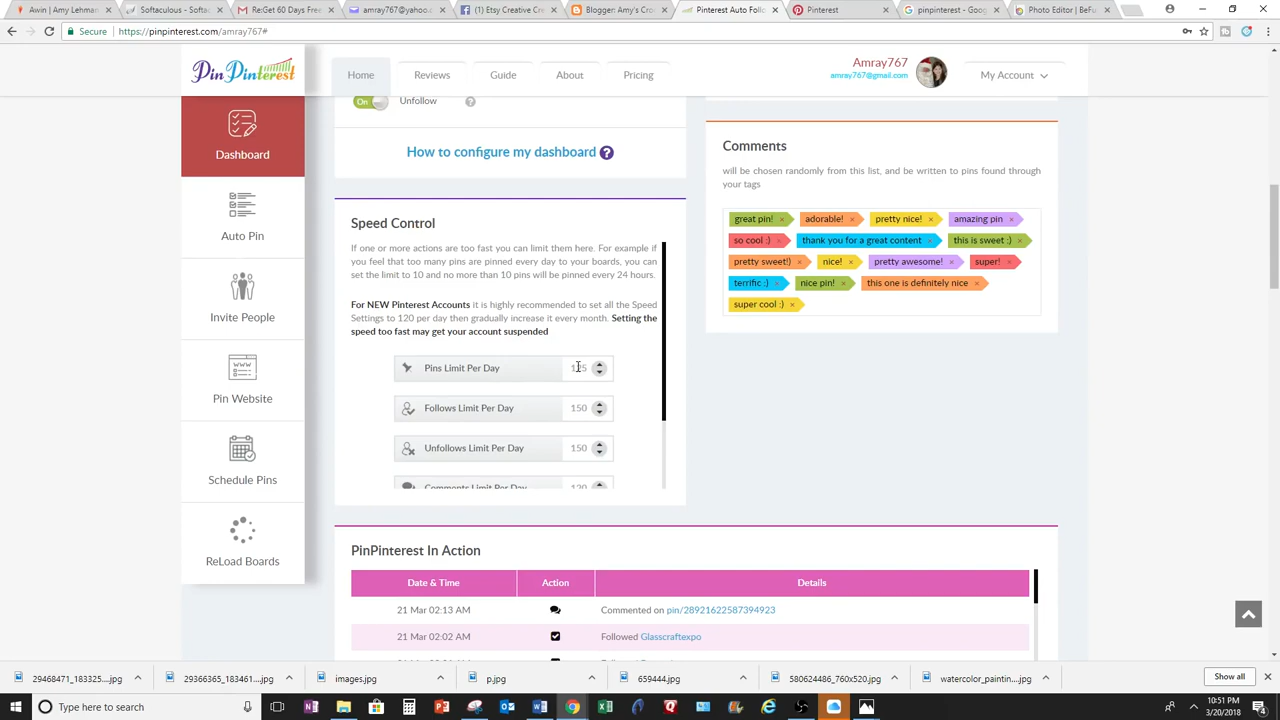 Avairy | Amy Lehman
Softaculous - Softac
ReGet 60 Days Free
amray767@yahoo.c
(1) Etsy Creative Cre
Blogger: Amy's Cro
Pinterest Auto Follo
Pinterest
pinpinterest - Goog
Photo Editor | BeFu
Secure
https://pinpinterest.com/amray767#
PinPinterest
Home
Reviews
Guide
About
Pricing
Amray767
amray767@gmail.com
My Account
Dashboard
Auto Pin
Invite People
WWW
Pin Website
Schedule Pins
ReLoad Boards
On
Unfollow
?
How to configure my dashboard ?
Speed Control
If one or more actions are too fast you can limit them here. For example if
you feel that too many pins are pinned every day to your boards, you can
set the limit to 10 and no more than 10 pins will be pinned every 24 hours.
For NEW Pinterest Accounts it is highly recommended to set all the Speed
Settings to 120 per day then gradually increase it every month. Setting the
speed too fast may get your account suspended
Pins Limit Per Day
Follows Limit Per Day 150
Unfollows Limit Per Day 150
Comments Limit Per Day 120
Comments
will be chosen randomly from this list, and be written to pins found through
your tags
great pin! × adorable! × pretty nice! × amazing pin ×
so cool :) × thank you for a great content × this is sweet :) ×
pretty sweet!) × nice! × pretty awesome! × super! ×
terrific :) × nice pin! × this one is definitely nice ×
super cool :) ×
PinPinterest In Action
Date & Time Action Details
21 Mar 02:13 AM Commented on pin/28921622587394923
21 Mar 02:02 AM Followed Glasscraftexpo
29468471_183325....jpg
29366365_183461....jpg
images.jpg
p.jpg
659444.jpg
580624486_760x520.jpg
watercolor_paintin....jpg
Show all
Type here to search
10:51 PM
3/20/2018